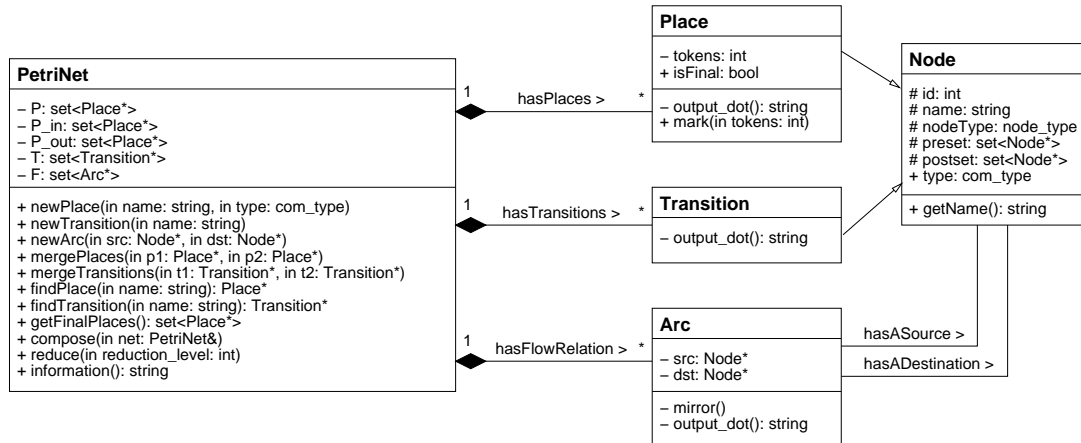 PetriNet
– P: set<Place*>
– P_in: set<Place*>
– P_out: set<Place*>
– T: set<Transition*>
– F: set<Arc*>
+ newPlace(in name: string, in type: com_type)
+ newTransition(in name: string)
+ newArc(in src: Node*, in dst: Node*)
+ mergePlaces(in p1: Place*, in p2: Place*)
+ mergeTransitions(in t1: Transition*, in t2: Transition*)
+ findPlace(in name: string): Place*
+ findTransition(in name: string): Transition*
+ getFinalPlaces(): set<Place*>
+ compose(in net: PetriNet&)
+ reduce(in reduction_level: int)
+ information(): string
1
hasPlaces >
*
1
hasTransitions >
*
1
hasFlowRelation >
*
Place
– tokens: int
+ isFinal: bool
– output_dot(): string
+ mark(in tokens: int)
Transition
– output_dot(): string
Arc
– src: Node*
– dst: Node*
– mirror()
– output_dot(): string
hasASource >
hasADestination >
Node
# id: int
# name: string
# nodeType: node_type
# preset: set<Node*>
# postset: set<Node*>
+ type: com_type
+ getName(): string